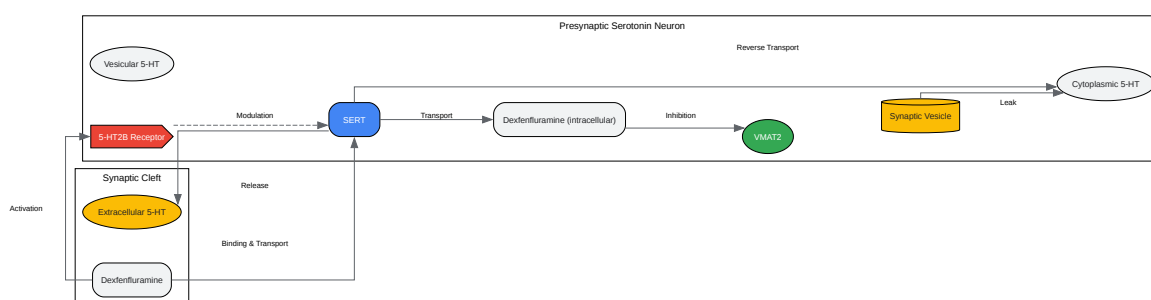 Presynaptic Serotonin Neuron
Reverse Transport
Vesicular 5-HT
Cytoplasmic 5-HT
Leak
Modulation
SERT
Transport
Dexfenfluramine (intracellular)
Inhibition
Synaptic Vesicle
5-HT2B Receptor
VMAT2
Synaptic Cleft
Release
Activation
Extracellular 5-HT
Binding & Transport
Dexfenfluramine